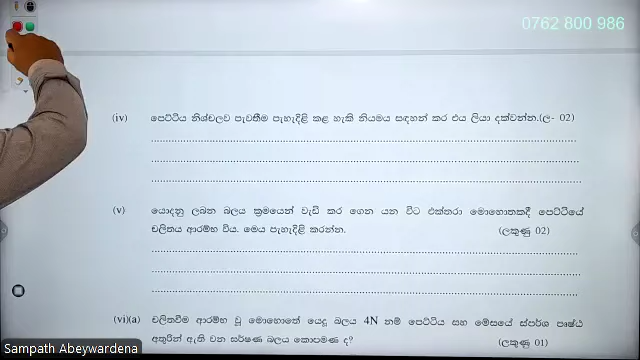 0762 800 986
(iv) පෙට්ටිය නිශ්චලව පැවතීම පැහැදිළි කළ හැකි නියමය සඳහන් කර එය ලියා දක්වන්න.(ල- 02)
(v) යොදනු ලබන බලය ක්‍රමයෙන් වැඩි කර ගෙන යන විට එක්තරා මොහොතකදී පෙට්ටියේ
චලිතය ආරම්භ විය. මෙය පැහැදිළි කරන්න. (ලකුණු 02)
(vi)(a) චලිතවීම ආරම්භ වූ මොහොතේ යෙදූ බලය 4N නම් පෙට්ටිය සහ මේසයේ ස්පර්ශ පෘෂ්ඨ
අතුරින් ඇති වන ඝර්ෂණ බලය කොපමණ ද? (ලකුණු 01)
Sampath Abeywardena